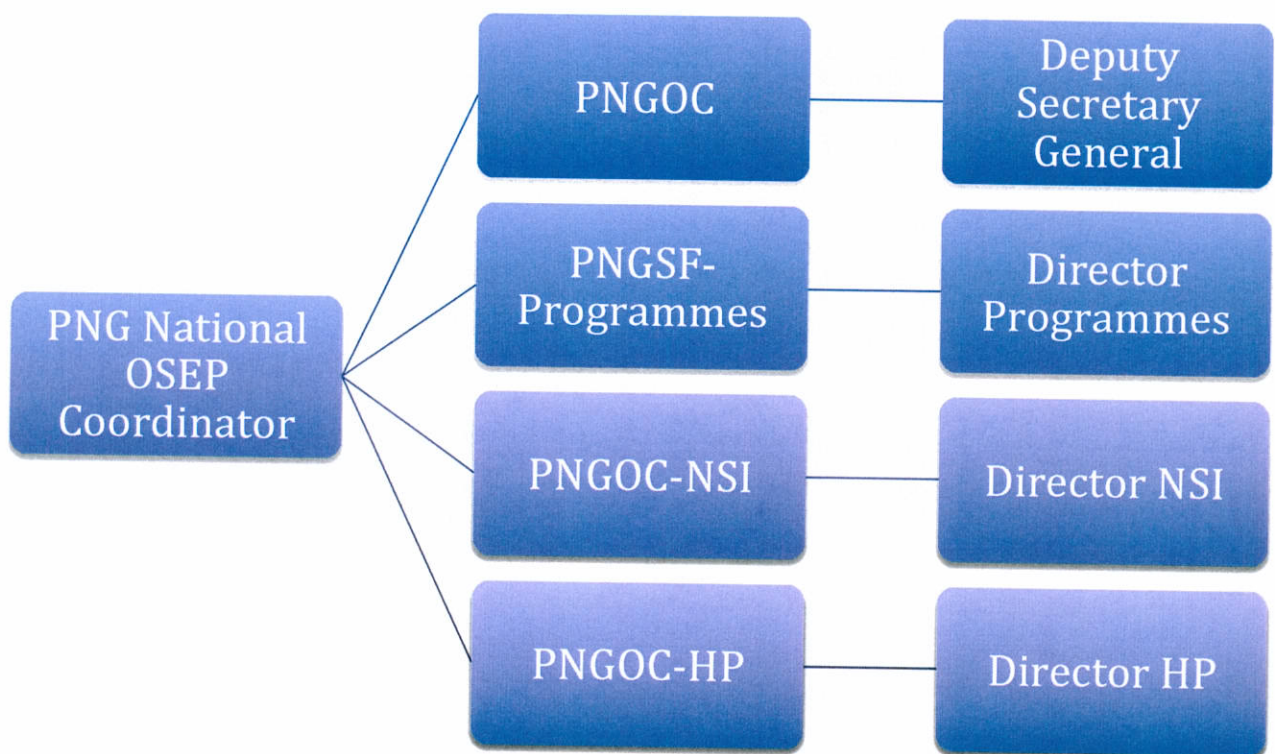 PNG National
OSEP
Coordinator
PNGOC
Deputy
Secretary
General
PNGSF-
Programmes
Director
Programmes
PNGOC-NSI
Director NSI
PNGOC-HP
Director HP